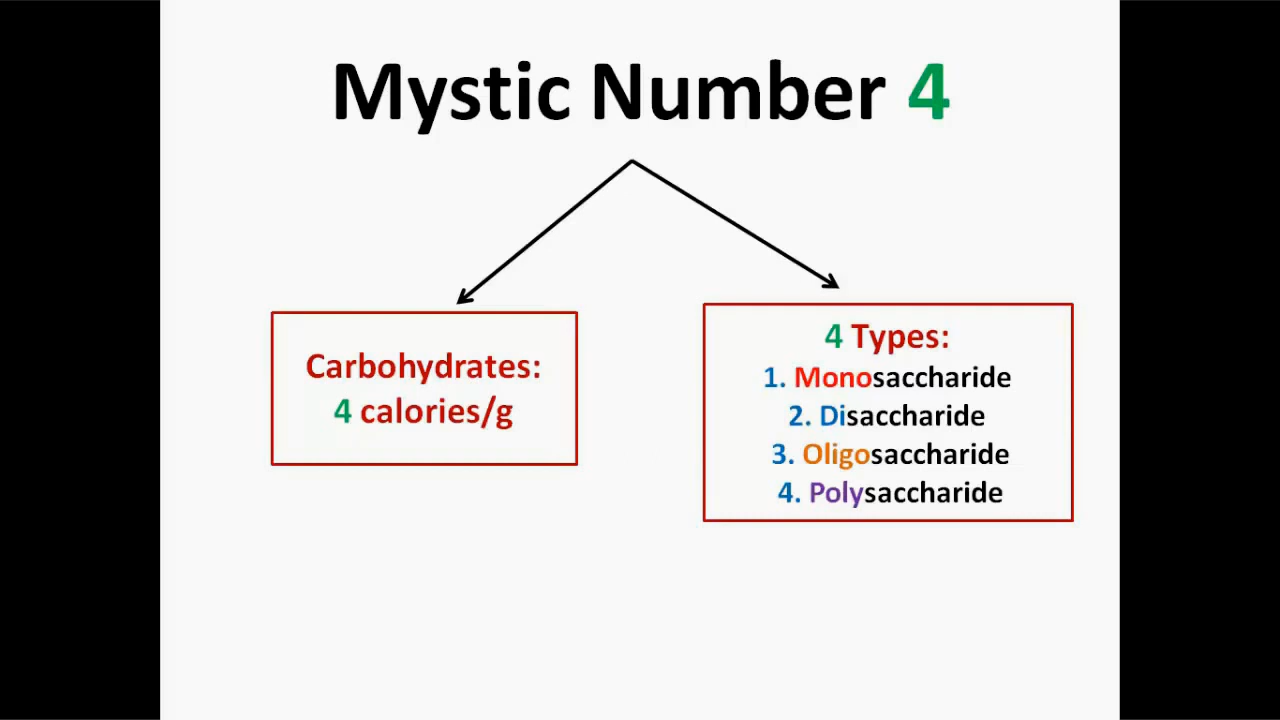 Mystic Number 4
Carbohydrates:
4 calories/g
4 Types:
1. Monosaccharide
2. Disaccharide
3. Oligosaccharide
4. Polysaccharide